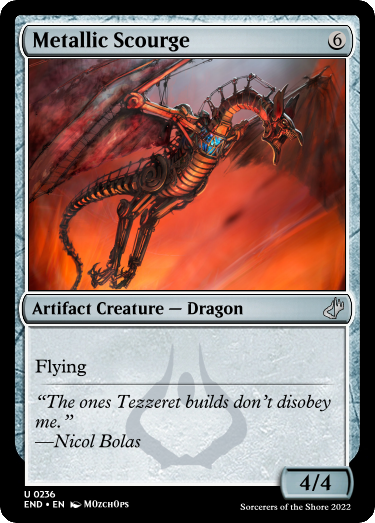 Metallic Scourge 6
Artifact Creature — Dragon
Flying
“The ones Tezzeret builds don’t disobey
me.”
—Nicol Bolas
4/4
U 0236
END • EN MOZCHOPS
Sorcerers of the Shore 2022